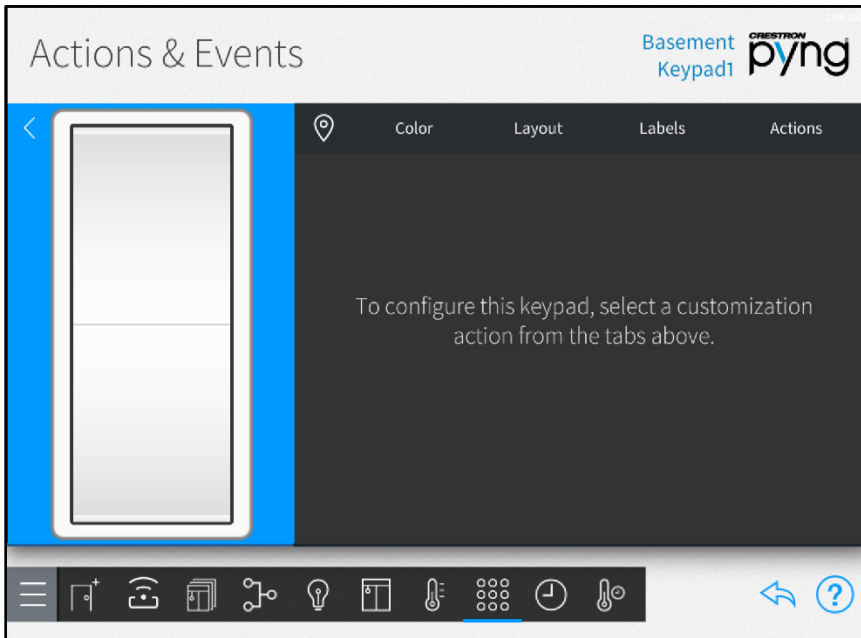 Actions & Events
Basement
Keypad1
CRESTRON
pyng
Color
Layout
Labels
Actions
To configure this keypad, select a customization
action from the tabs above.
?